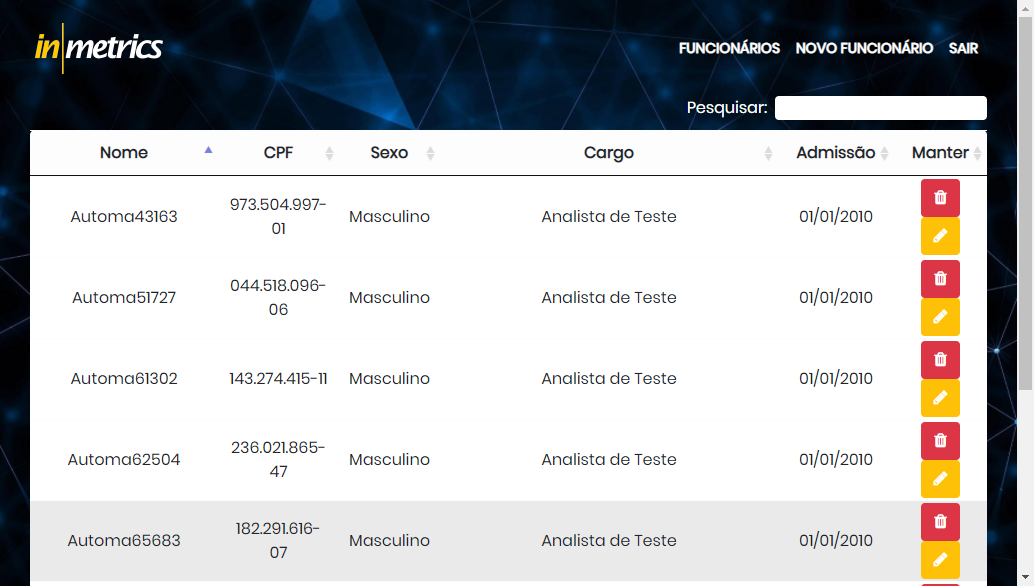 in|metrics
FUNCIONÁRIOS NOVO FUNCIONÁRIO SAIR
Pesquisar:
Nome CPF Sexo Cargo Admissão Manter
Automa43163 973.504.997-01 Masculino Analista de Teste 01/01/2010
Automa51727 044.518.096-06 Masculino Analista de Teste 01/01/2010
Automa61302 143.274.415-11 Masculino Analista de Teste 01/01/2010
Automa62504 236.021.865-47 Masculino Analista de Teste 01/01/2010
Automa65683 182.291.616-07 Masculino Analista de Teste 01/01/2010